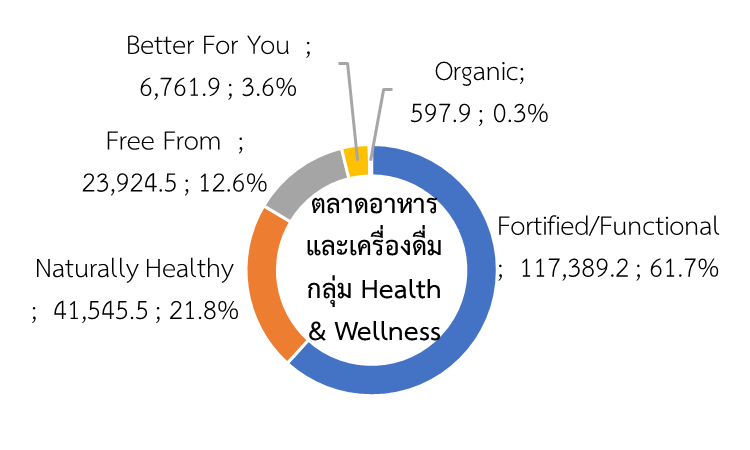 Better For You ;
6,761.9 ; 3.6%
Organic;
597.9 ; 0.3%
Free From ;
23,924.5 ; 12.6%
ตลาดอาหาร
และเครื่องดื่ม
กลุ่ม Health
& Wellness
Fortified/Functional
; 117,389.2 ; 61.7%
Naturally Healthy
; 41,545.5 ; 21.8%